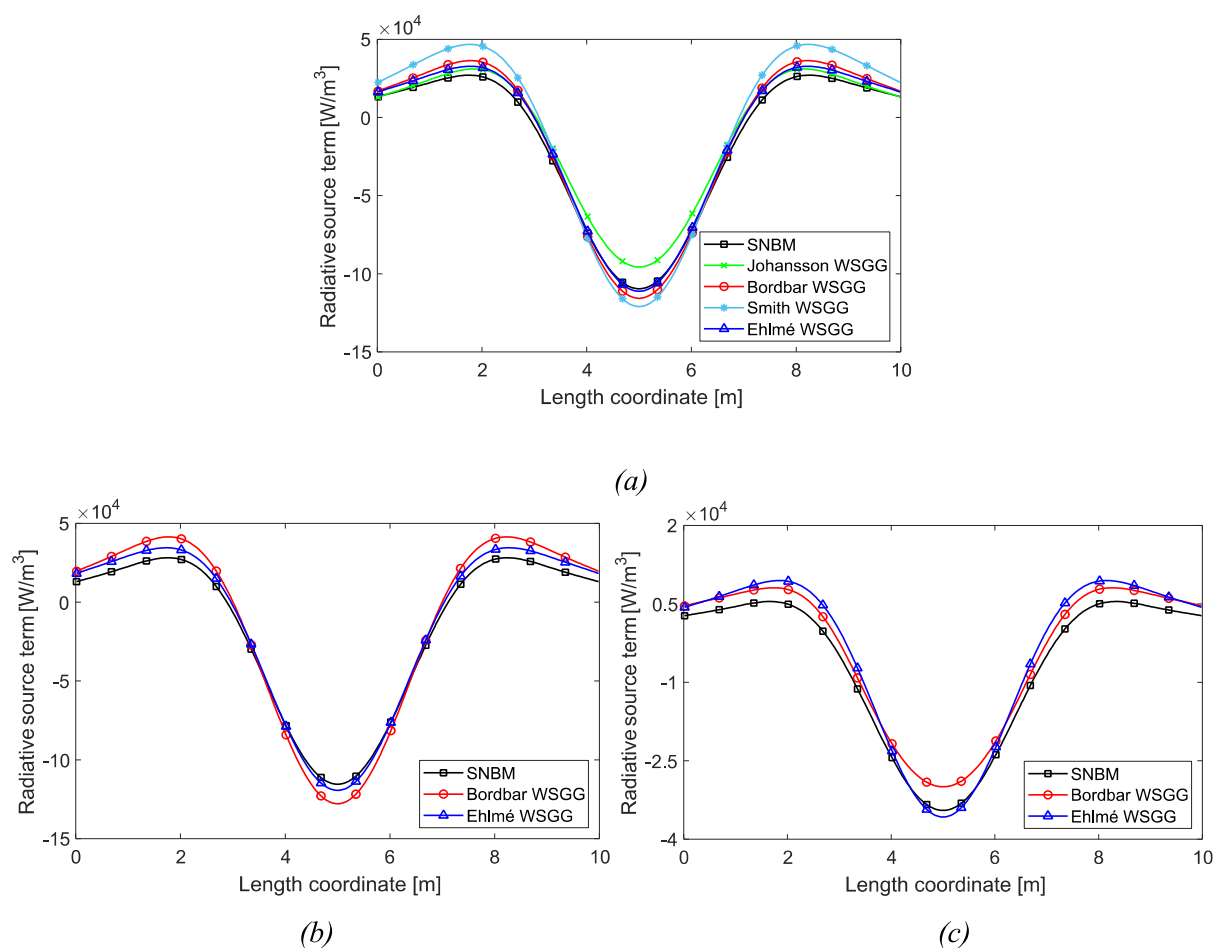 ×10⁴
5
0
-5
-10
-15
Radiative source term [W/m³]
SNBM
Johansson WSGG
Bordbar WSGG
Smith WSGG
Ehlmé WSGG
0 2 4 6 8 10
Length coordinate [m]
(a)
×10⁴
5
0
-5
-10
-15
Radiative source term [W/m³]
SNBM
Bordbar WSGG
Ehlmé WSGG
0 2 4 6 8 10
Length coordinate [m]
(b)
×10⁴
2
0.5
-1
-2.5
-4
Radiative source term [W/m³]
SNBM
Bordbar WSGG
Ehlmé WSGG
0 2 4 6 8 10
Length coordinate [m]
(c)